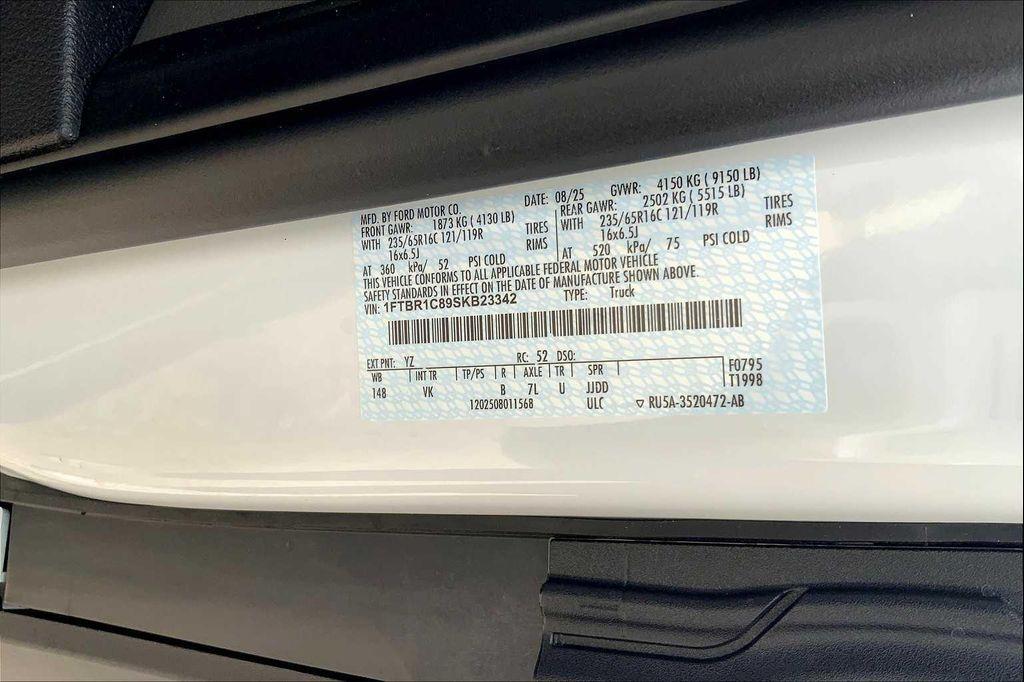 MFD. BY FORD MOTOR CO. DATE: 08/25 GVWR: 4150 KG ( 9150 LB)
FRONT GAWR: 1873 KG ( 4130 LB) REAR GAWR: 2502 KG ( 5515 LB)
WITH 235/65R16C 121/119R TIRES 235/65R16C 121/119R TIRES
16x6.5J RIMS WITH 16x6.5J RIMS
AT 360 kPa/ 52 PSI COLD AT 520 kPa/ 75 PSI COLD
THIS VEHICLE CONFORMS TO ALL APPLICABLE FEDERAL MOTOR VEHICLE
SAFETY STANDARDS IN EFFECT ON THE DATE OF MANUFACTURE SHOWN ABOVE.
VIN: 1FTBR1C89SKB23342 TYPE: Truck
EXT PNT: YZ RC: 52 DSO: F0795
WB INT TR TP/PS R AXLE TR SPR T1998
148 VK B 7L U JJDD
1202508011568 ULC ▽ RU5A-3520472-AB